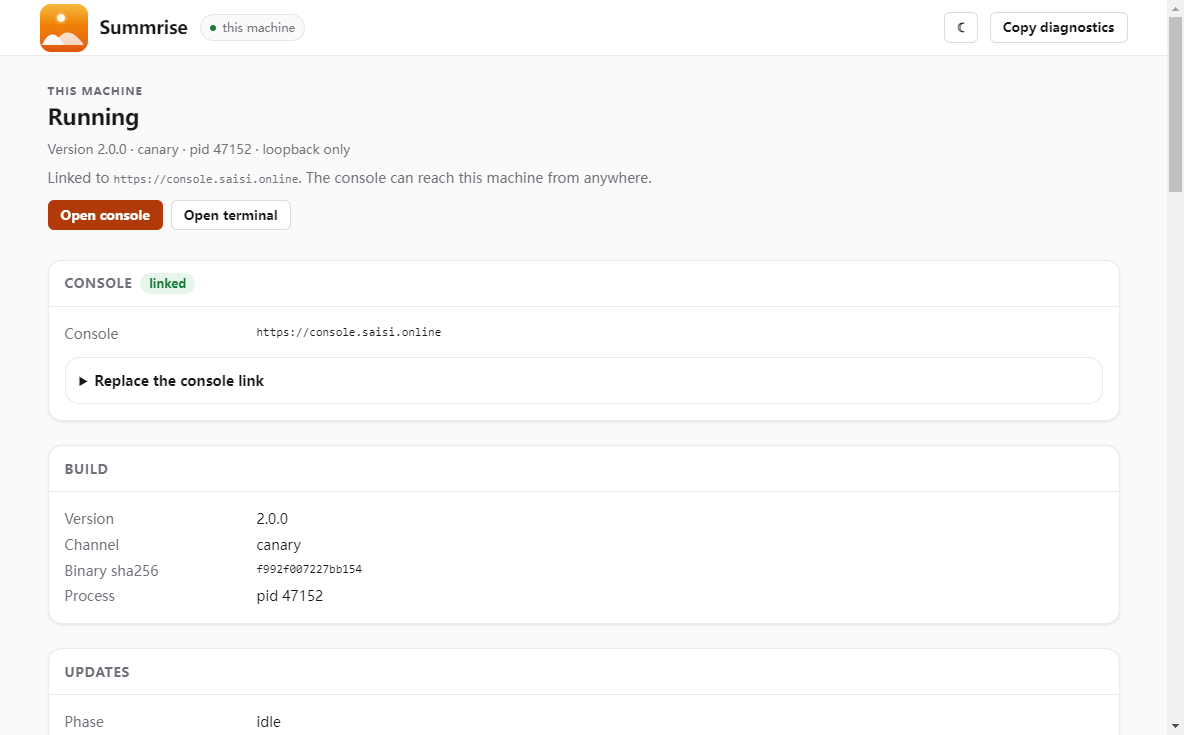 Summrise
this machine
Copy diagnostics
THIS MACHINE
Running
Version 2.0.0 · canary · pid 47152 · loopback only
Linked to https://console.saisi.online. The console can reach this machine from anywhere.
Open console
Open terminal
CONSOLE linked
Console https://console.saisi.online
Replace the console link
BUILD
Version 2.0.0
Channel canary
Binary sha256 f992f007227bb154
Process pid 47152
UPDATES
Phase idle